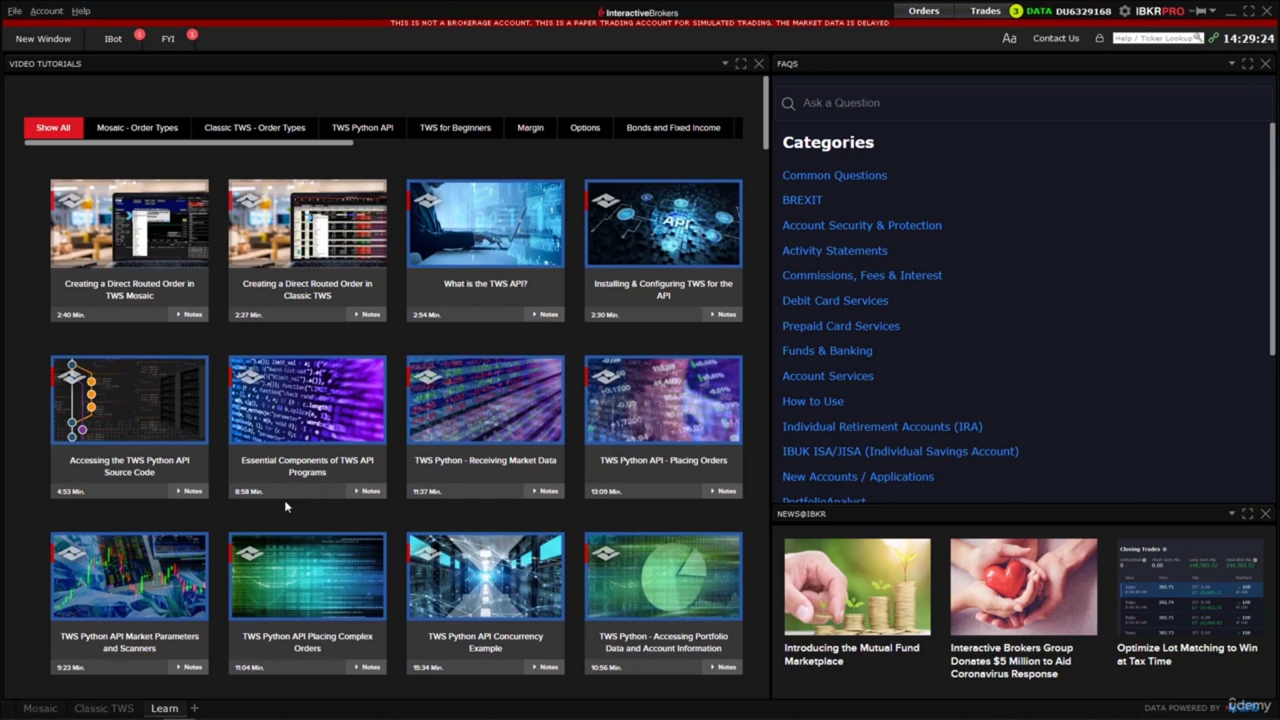 File Account Help
InteractiveBrokers
Orders Trades 3 DATA DU6329168 IBKRPRO
THIS IS NOT A BROKERAGE ACCOUNT. THIS IS A PAPER TRADING ACCOUNT FOR SIMULATED TRADING. THE MARKET DATA IS DELAYED
New Window IBot 1 FYI 1
Aa Contact Us Help / Ticker Lookup 14:29:24
VIDEO TUTORIALS
Show All Mosaic - Order Types Classic TWS - Order Types TWS Python API TWS for Beginners Margin Options Bonds and Fixed Income
Creating a Direct Routed Order in
TWS Mosaic
2:40 Min. Notes
Creating a Direct Routed Order in
Classic TWS
2:27 Min. Notes
API
What is the TWS API?
2:54 Min. Notes
Installing & Configuring TWS for the
API
2:30 Min. Notes
Accessing the TWS Python API
Source Code
4:53 Min. Notes
Essential Components of TWS API
Programs
8:58 Min. Notes
TWS Python - Receiving Market Data
11:37 Min. Notes
TWS Python API - Placing Orders
13:09 Min. Notes
TWS Python API Market Parameters
and Scanners
9:23 Min. Notes
TWS Python API Placing Complex
Orders
11:04 Min. Notes
TWS Python API Concurrency
Example
15:34 Min. Notes
TWS Python - Accessing Portfolio
Data and Account Information
10:56 Min. Notes
FAQS
Ask a Question
Categories
Common Questions
BREXIT
Account Security & Protection
Activity Statements
Commissions, Fees & Interest
Debit Card Services
Prepaid Card Services
Funds & Banking
Account Services
How to Use
Individual Retirement Accounts (IRA)
IBUK ISA/JISA (Individual Savings Account)
New Accounts / Applications
PortfolioAnalyst
NEWS@IBKR
Closing Trades
Introducing the Mutual Fund
Marketplace
Interactive Brokers Group
Donates $5 Million to Aid
Coronavirus Response
Optimize Lot Matching to Win
at Tax Time
Mosaic Classic TWS Learn +
DATA POWERED BY
ûdemy